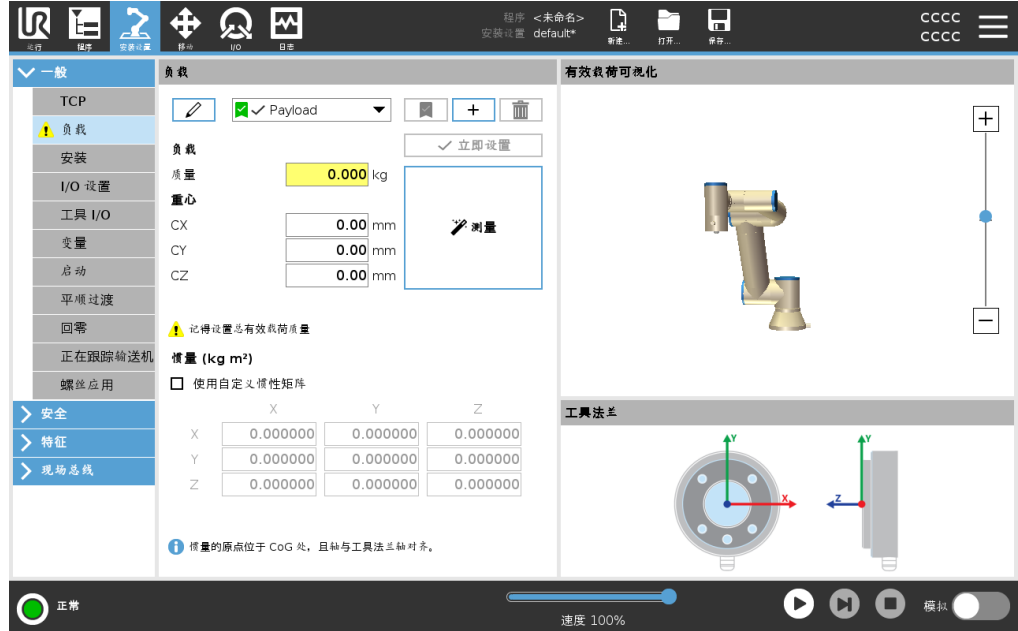 UR
程序 <未命名>
安装设置 default*
CCCC
CCCC
运行 程序 安装设置 移动 I/O 日志 新建... 打开... 保存...
一般
TCP
负载
安装
I/O 设置
工具 I/O
变量
启动
平顺过渡
回零
正在跟踪输送机
螺丝应用
安全
特征
现场总线
负载
Payload
负载
立即设置
质量 0.000 kg
重心
CX 0.00 mm
CY 0.00 mm
CZ 0.00 mm
测量
记得设置总有效载荷质量
惯量 (kg m²)
使用自定义惯性矩阵
X Y Z
X 0.000000 0.000000 0.000000
Y 0.000000 0.000000 0.000000
Z 0.000000 0.000000 0.000000
惯量的原点位于 CoG 处，且轴与工具法兰轴对齐。
有效载荷可视化
工具法兰
Y
X
Y
Z
正常
速度 100%
模拟